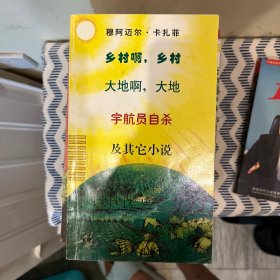 穆阿迈尔·卡扎菲
乡村啊，乡村
大地啊，大地
宇航员自杀
及其它小说